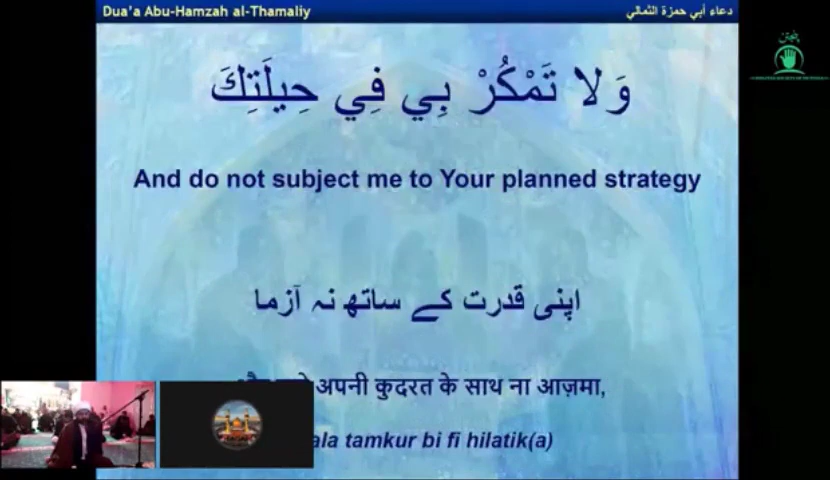 Dua'a Abu-Hamzah al-Thamaliy
دعاء أبي حمزة الثمالي
وَلا تَمْكُرْ بِي فِي حِيلَتِكَ
And do not subject me to Your planned strategy
اپنی قدرت کے ساتھ نہ آزما
अपनी कुदरत के साथ ना आज़मा,
ala tamkur bi fi hilatik(a)